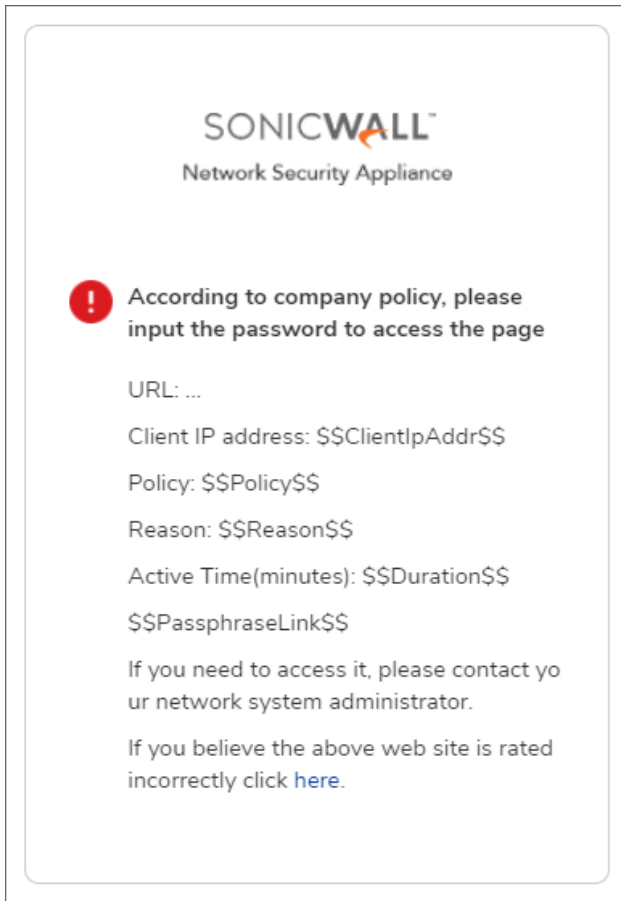 SONICWALL™
Network Security Appliance
According to company policy, please
input the password to access the page
URL: ...
Client IP address: $$ClientIpAddr$$
Policy: $$Policy$$
Reason: $$Reason$$
Active Time(minutes): $$Duration$$
$$PassphraseLink$$
If you need to access it, please contact yo
ur network system administrator.
If you believe the above web site is rated
incorrectly click here.